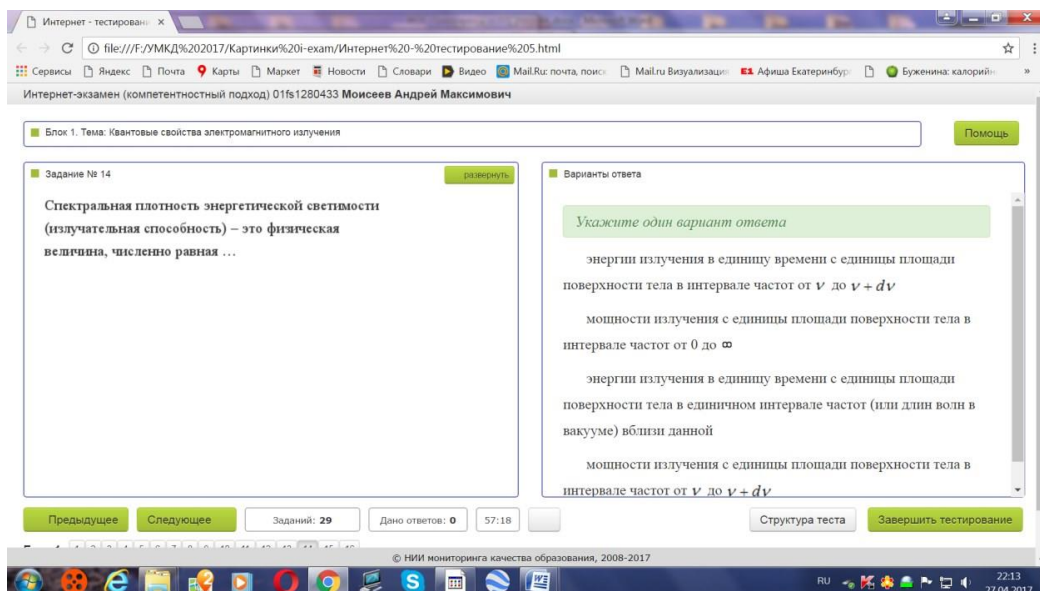 Интернет - тестировани
file:///F:/УМКД%202017/Картинки%20i-exam/Интернет%20-%20тестирование%205.html
Сервисы Яндекс Почта Карты Маркет Новости Словари Видео Mail.Ru: почта, поиск Mail.ru Визуализация E1 Афиша Екатеринбург Буженина: калорийн »
Интернет-экзамен (компетентностный подход) 01fs1280433 Моисеев Андрей Максимович
Блок 1. Тема: Квантовые свойства электромагнитного излучения
Помощь
Задание № 14
развернуть
Спектральная плотность энергетической светимости
(излучательная способность) – это физическая
величина, численно равная …
Варианты ответа
Укажите один вариант ответа
энергии излучения в единицу времени с единицы площади
поверхности тела в интервале частот от ν до ν + dν
мощности излучения с единицы площади поверхности тела в
интервале частот от 0 до ∞
энергии излучения в единицу времени с единицы площади
поверхности тела в единичном интервале частот (или длин волн в
вакууме) вблизи данной
мощности излучения с единицы площади поверхности тела в
интервале частот от ν до ν + dν
Предыдущее Следующее Заданий: 29 Дано ответов: 0 57:18 Структура теста Завершить тестирование
© НИИ мониторинга качества образования, 2008-2017
RU 22:13
27.04.2017